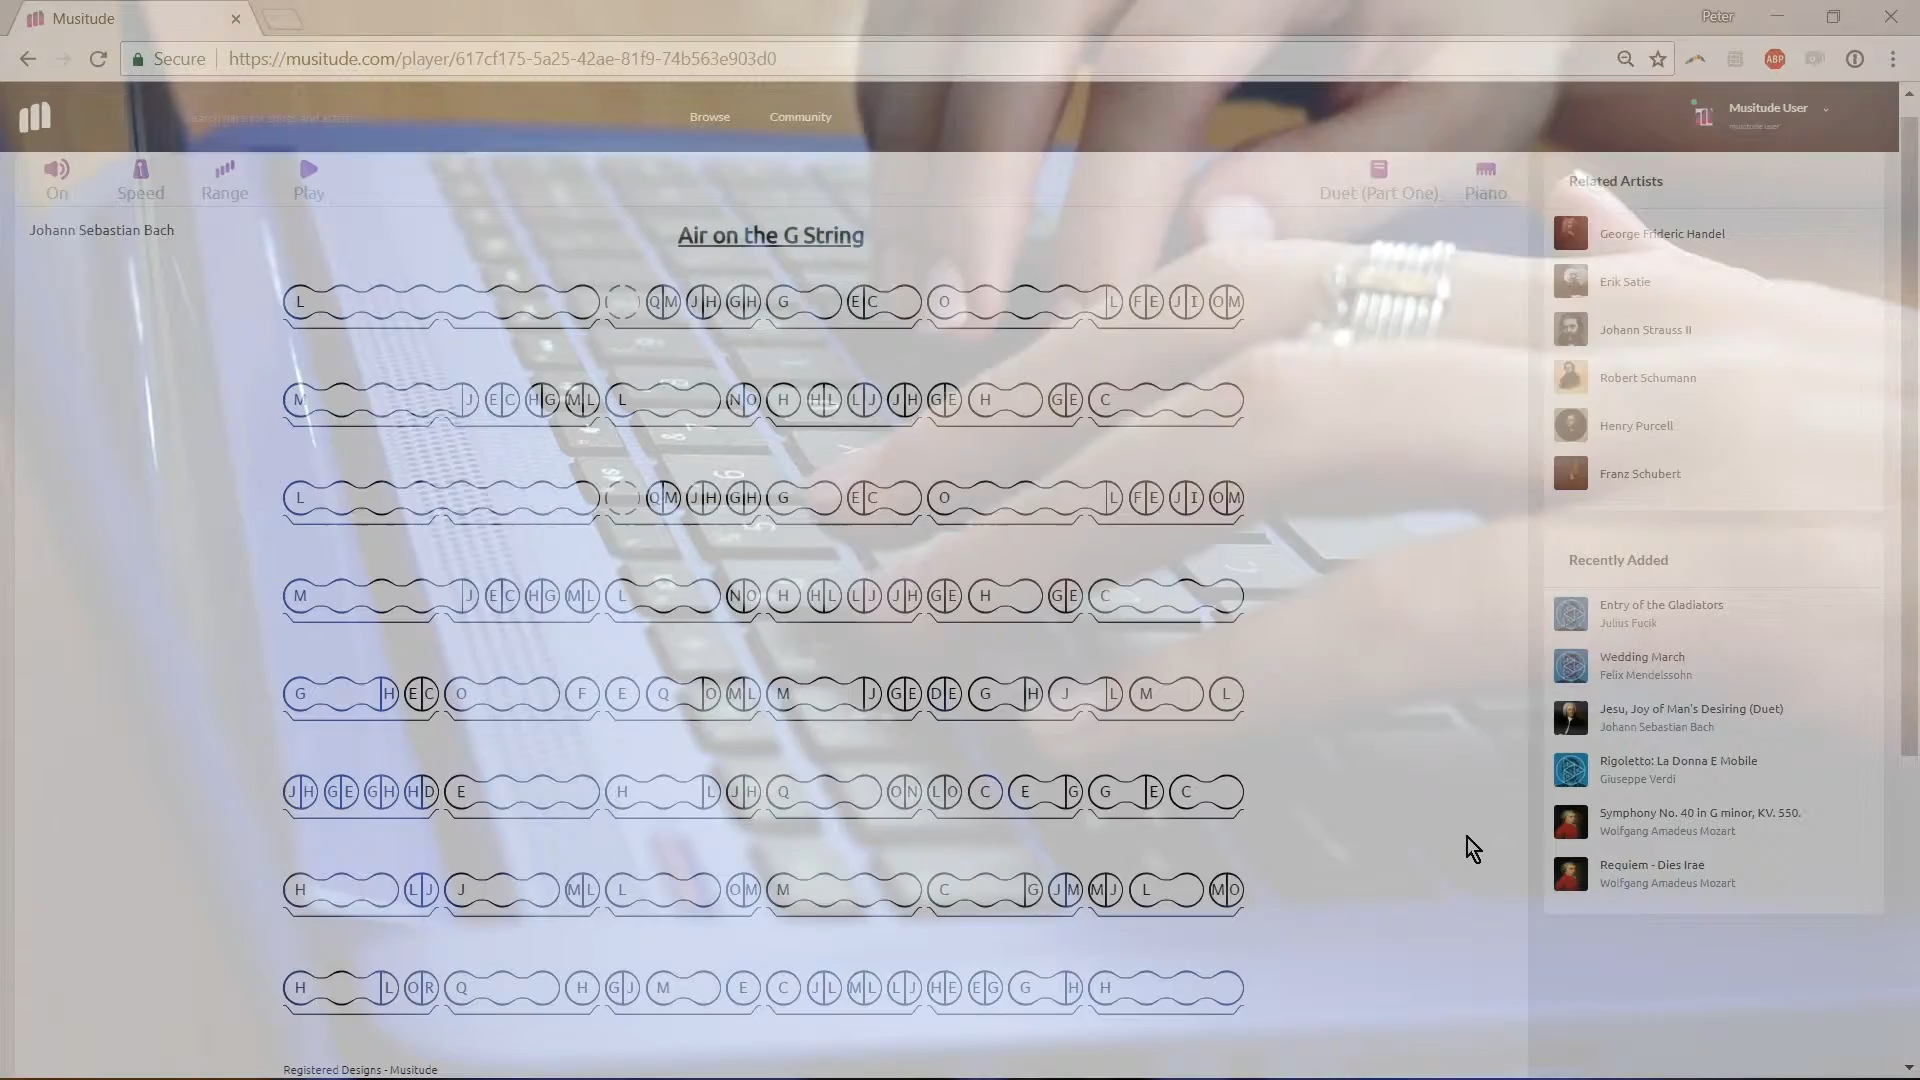 Musitude
Peter
Secure
https://musitude.com/player/617cf175-5a25-42ae-81f9-74b563e903d0
ABP
Browse
Community
Musitude User
On
Speed
Range
Play
Duet (Part One)
Piano
Johann Sebastian Bach
Air on the G String
L Q M J H G H G E C O L F E J I O M
M J E C H G M L L N O H H L L J J H G E H G E C
L Q M J H G H G E C O L F E J I O M
M J E C H G M L L N O H H L L J J H G E H G E C
G H E C O F E Q O M L M J G E D E G H J L M L
J H G E G H H D E H L J H Q O N L O C E G G E C
H L J J M L L O M M C G J M M J L M O
H L O R Q H G J M E C J L M L L J H E E G G H H
Registered Designs - Musitude
Related Artists
George Frideric Handel
Erik Satie
Johann Strauss II
Robert Schumann
Henry Purcell
Franz Schubert
Recently Added
Entry of the Gladiators
Julius Fucik
Wedding March
Felix Mendelssohn
Jesu, Joy of Man's Desiring (Duet)
Johann Sebastian Bach
Rigoletto: La Donna E Mobile
Giuseppe Verdi
Symphony No. 40 in G minor, KV. 550.
Wolfgang Amadeus Mozart
Requiem - Dies Irae
Wolfgang Amadeus Mozart